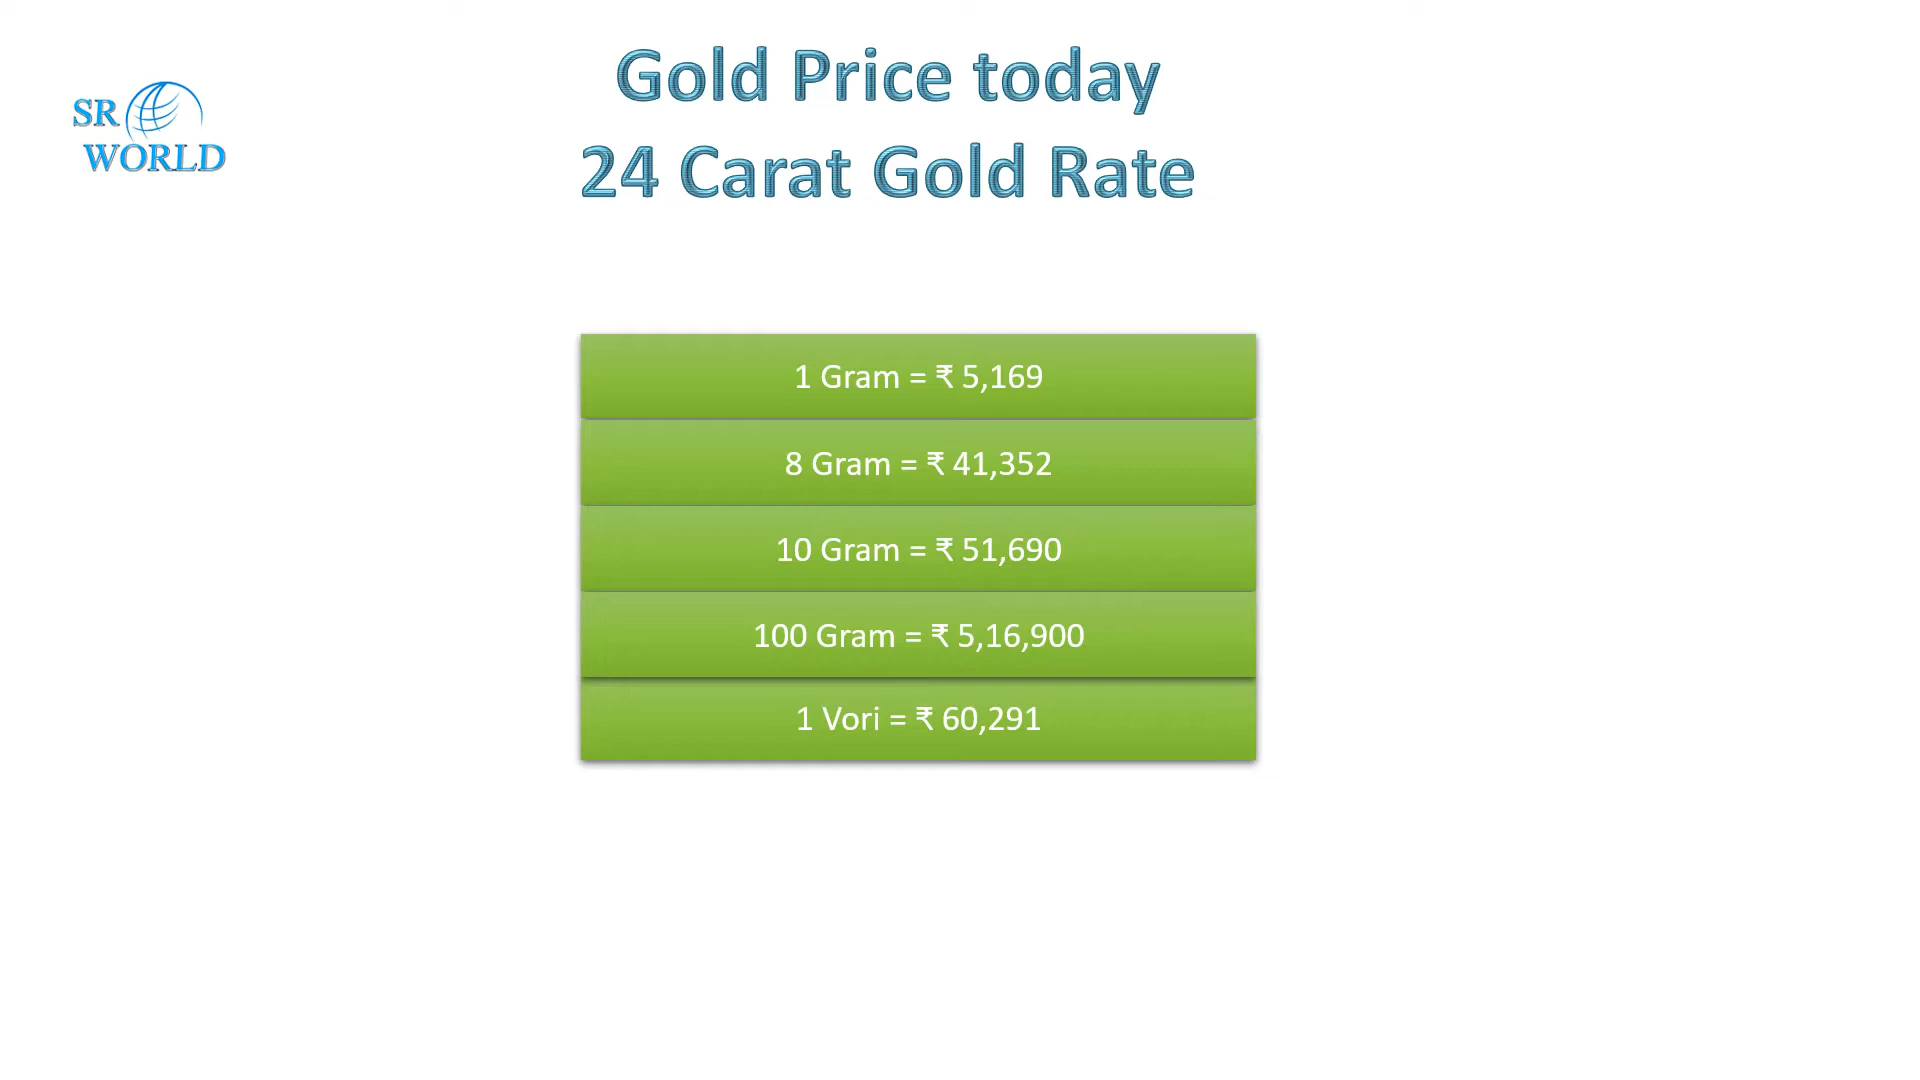 SR
WORLD
Gold Price today
24 Carat Gold Rate
1 Gram = ₹ 5,169
8 Gram = ₹ 41,352
10 Gram = ₹ 51,690
100 Gram = ₹ 5,16,900
1 Vori = ₹ 60,291